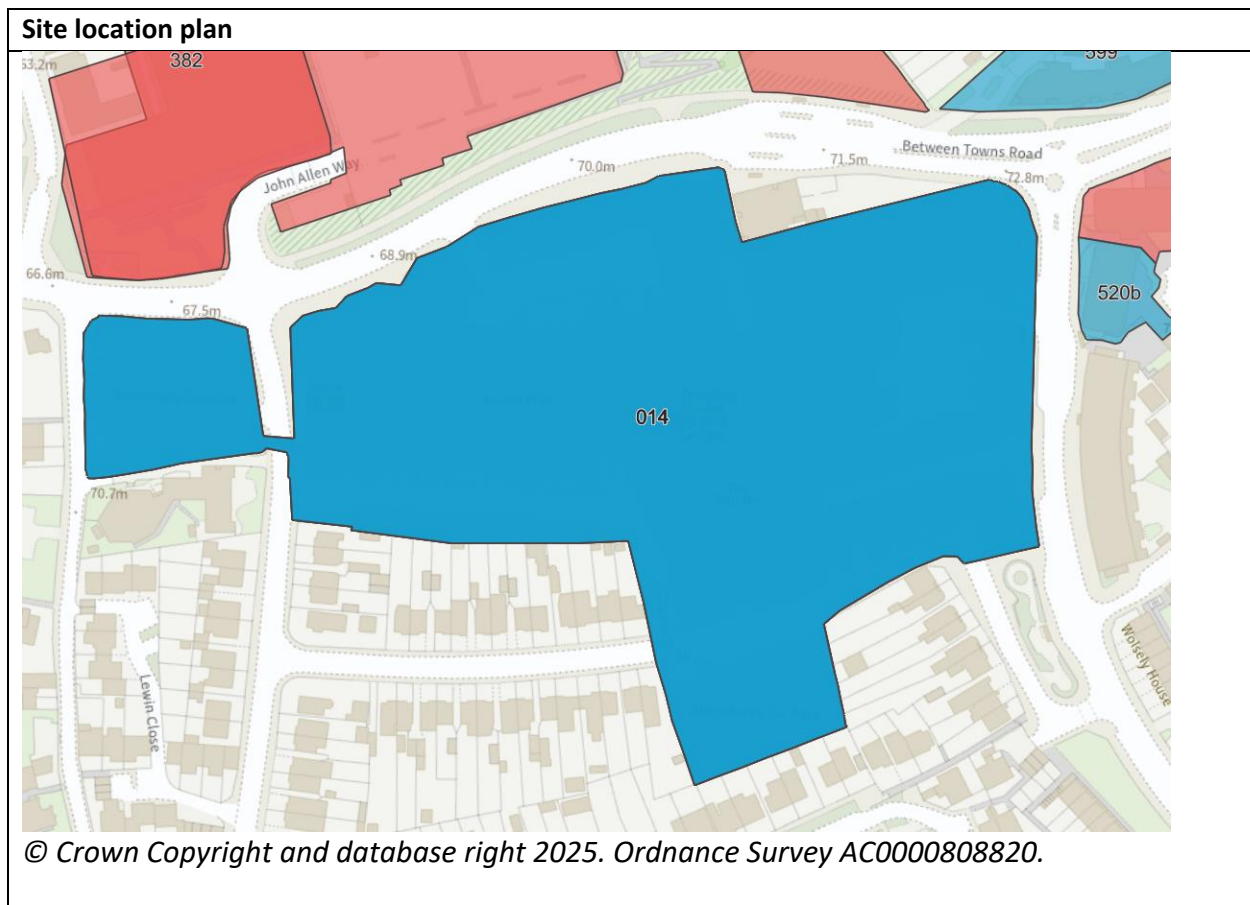 Site location plan
63.2m
382
599
Between Towns Road
71.5m
72.8m
70.0m
John Allen Way
68.9m
66.6m
67.5m
520b
014
70.7m
Lewin Close
Wolsely House
© Crown Copyright and database right 2025. Ordnance Survey AC0000808820.